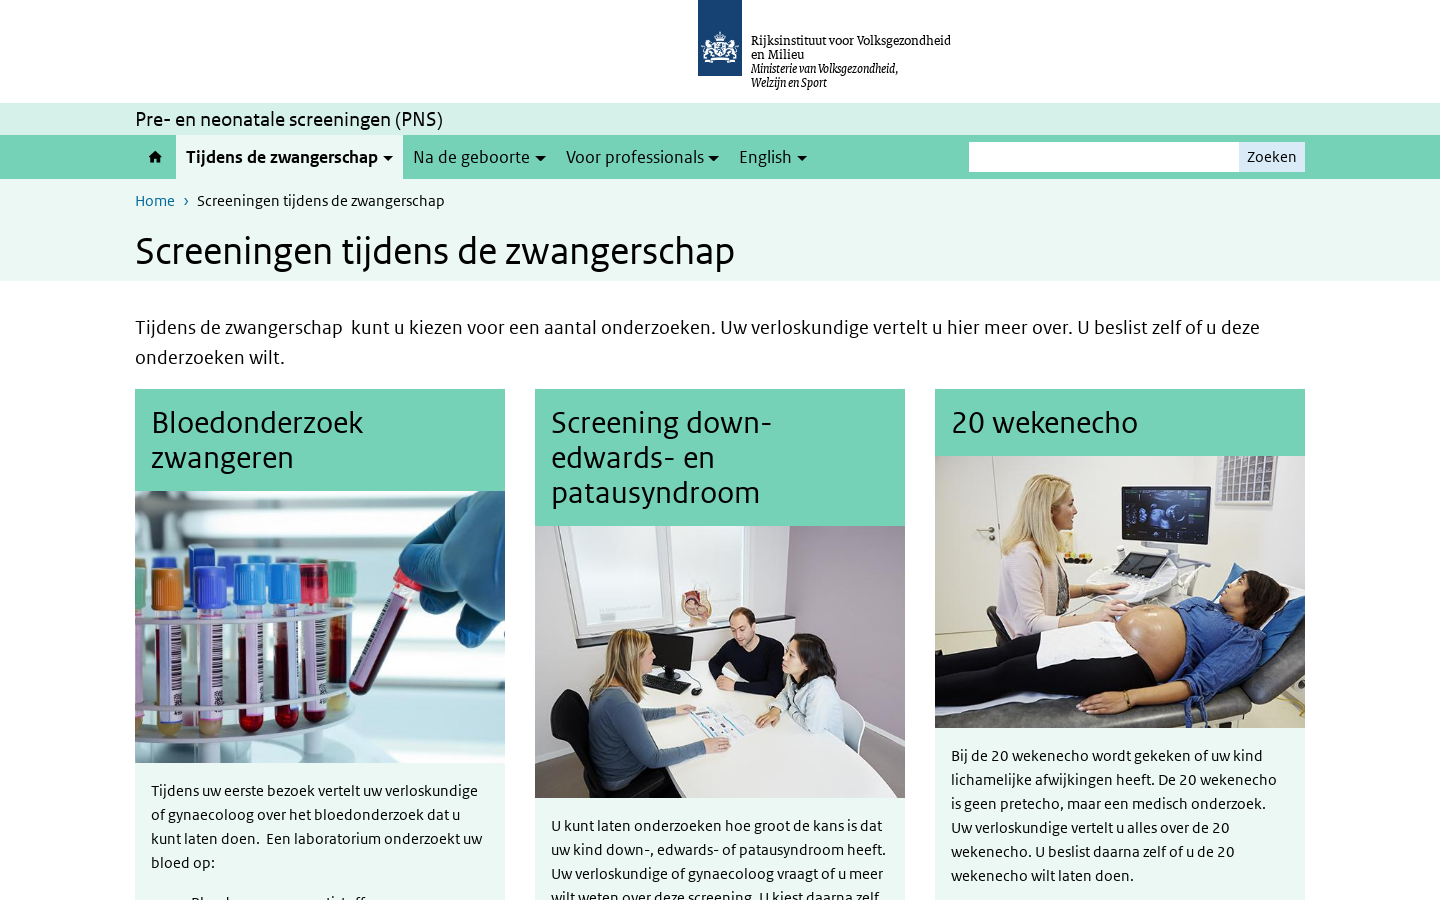 Rijksinstituut voor Volksgezondheid
en Milieu
Ministerie van Volksgezondheid,
Welzijn en Sport
Pre- en neonatale screeningen (PNS)
Tijdens de zwangerschap
Na de geboorte
Voor professionals
English
Zoeken
Home › Screeningen tijdens de zwangerschap
Screeningen tijdens de zwangerschap
Tijdens de zwangerschap  kunt u kiezen voor een aantal onderzoeken. Uw verloskundige vertelt u hier meer over. U beslist zelf of u deze
onderzoeken wilt.
Bloedonderzoek
zwangeren
Tijdens uw eerste bezoek vertelt uw verloskundige
of gynaecoloog over het bloedonderzoek dat u
kunt laten doen.  Een laboratorium onderzoekt uw
bloed op:
Screening down-
edwards- en
patausyndroom
U kunt laten onderzoeken hoe groot de kans is dat
uw kind down-, edwards- of patausyndroom heeft.
Uw verloskundige of gynaecoloog vraagt of u meer
wilt weten over deze screening. U kiest daarna zelf
20 wekenecho
Bij de 20 wekenecho wordt gekeken of uw kind
lichamelijke afwijkingen heeft. De 20 wekenecho
is geen pretecho, maar een medisch onderzoek.
Uw verloskundige vertelt u alles over de 20
wekenecho. U beslist daarna zelf of u de 20
wekenecho wilt laten doen.